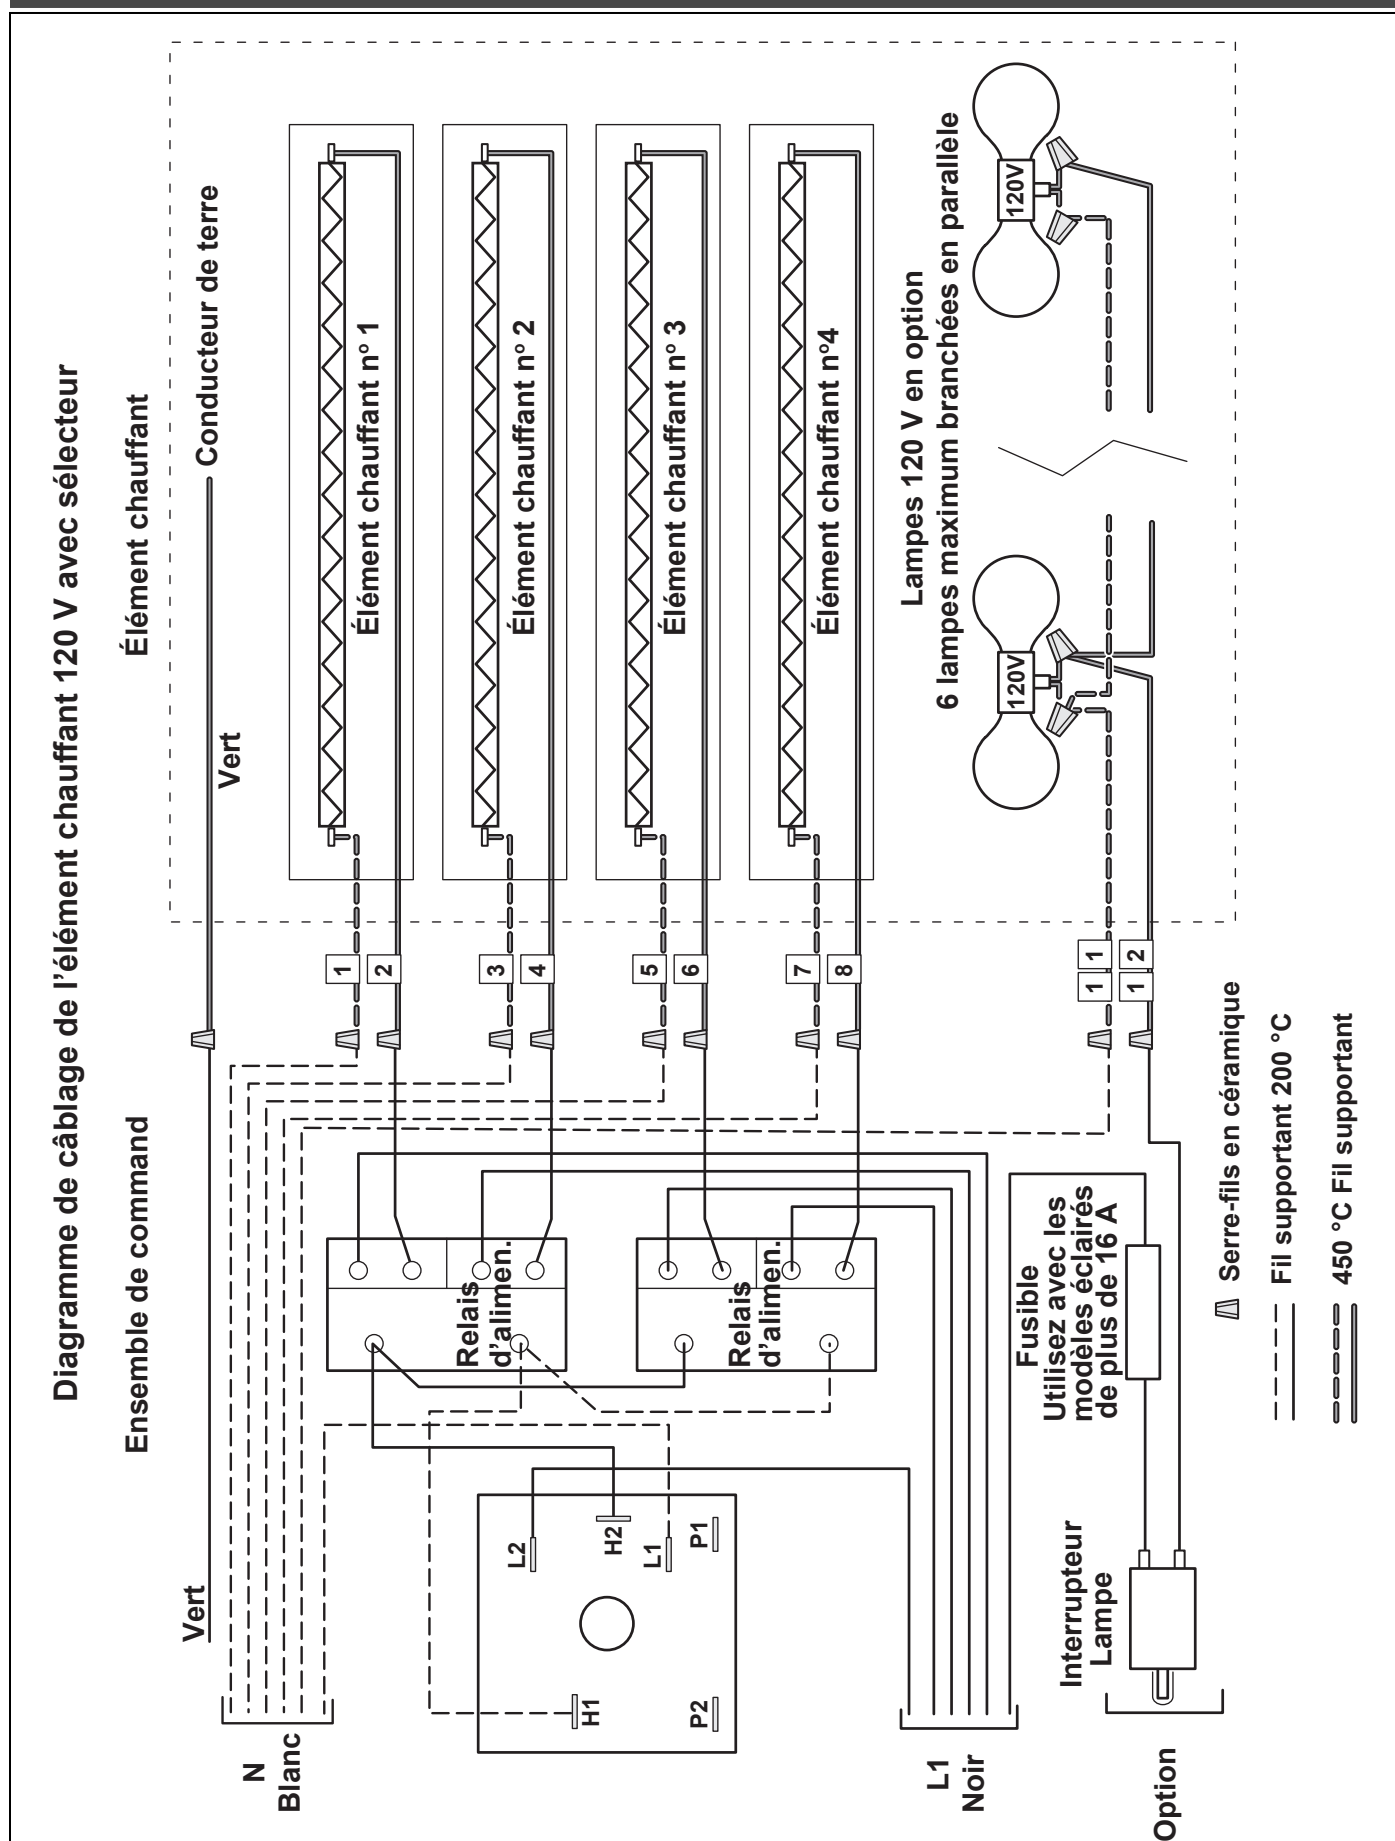 Diagramme de câblage de l'élément chauffant 120 V avec sélecteur
Ensemble de command
Élément chauffant
Vert
Vert
Conducteur de terre
N
Blanc
1
2
Élément chauffant nº 1
3
4
Élément chauffant nº 2
5
6
Élément chauffant nº 3
7
8
Élément chauffant nº4
Relais
d'alimen.
Relais
d'alimen.
L2
H2
L1
P1
H1
P2
L1
Noir
Lampes 120 V en option
6 lampes maximum branchées en parallèle
120V
120V
1 1
1 2
Fusible
Utilisez avec les
modèles éclairés
de plus de 16 A
Interrupteur
Lampe
Option
Serre-fils en céramique
Fil supportant 200 °C
450 °C Fil supportant